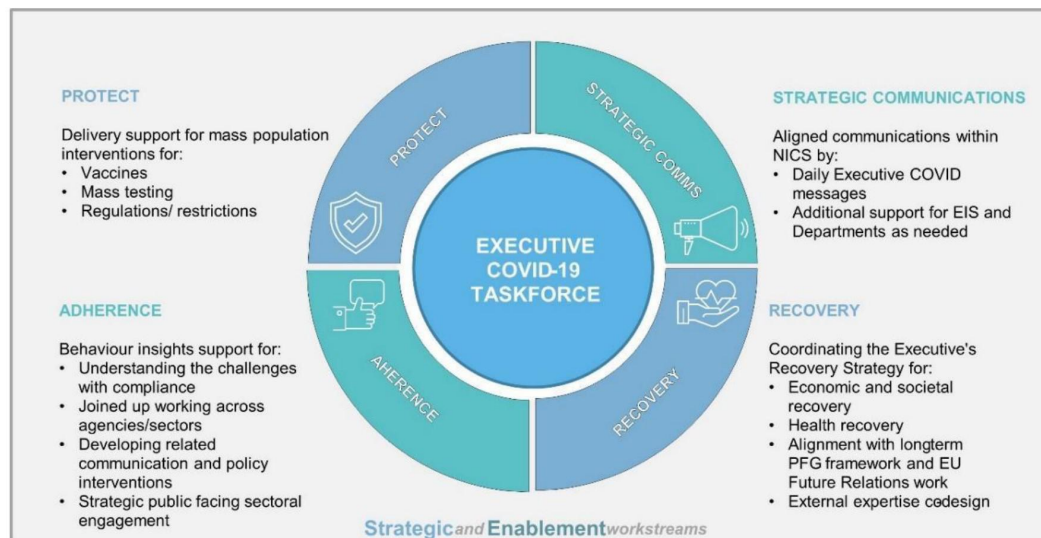 PROTECT
Delivery support for mass population
interventions for:
• Vaccines
• Mass testing
• Regulations/ restrictions
ADHERENCE
Behaviour insights support for:
• Understanding the challenges
with compliance
• Joined up working across
agencies/sectors
• Developing related
communication and policy
interventions
• Strategic public facing sectoral
engagement
PROTECT
STRATEGIC COMMS
EXECUTIVE
COVID-19
TASKFORCE
AHERENCE
RECOVERY
STRATEGIC COMMUNICATIONS
Aligned communications within
NICS by:
• Daily Executive COVID
messages
• Additional support for EIS and
Departments as needed
RECOVERY
Coordinating the Executive's
Recovery Strategy for:
• Economic and societal
recovery
• Health recovery
• Alignment with longterm
PFG framework and EU
Future Relations work
• External expertise codesign
Strategic and Enablement workstreams